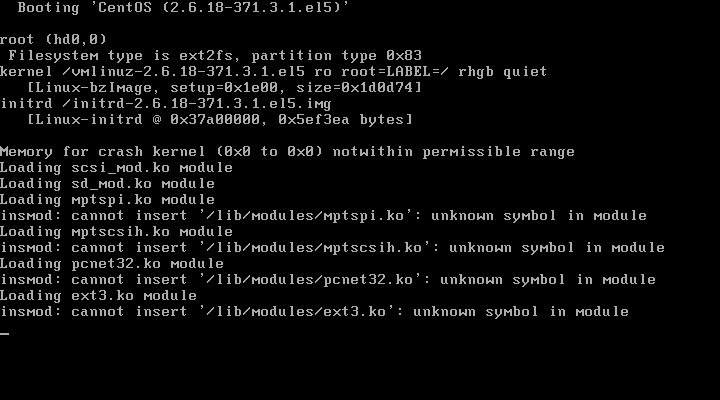 Booting 'CentOS (2.6.18-371.3.1.el5)'
root (hd0,0)
Filesystem type is ext2fs, partition type 0x83
kernel /vmlinuz-2.6.18-371.3.1.el5 ro root=LABEL=/ rhgb quiet
[Linux-bzImage, setup=0x1e00, size=0x1d0d74]
initrd /initrd-2.6.18-371.3.1.el5.img
[Linux-initrd @ 0x37a00000, 0x5ef3ea bytes]
Memory for crash kernel (0x0 to 0x0) notwithin permissible range
Loading scsi_mod.ko module
Loading sd_mod.ko module
Loading mptspi.ko module
insmod: cannot insert '/lib/modules/mptspi.ko': unknown symbol in module
Loading mptscsih.ko module
insmod: cannot insert '/lib/modules/mptscsih.ko': unknown symbol in module
Loading pcnet32.ko module
insmod: cannot insert '/lib/modules/pcnet32.ko': unknown symbol in module
Loading ext3.ko module
insmod: cannot insert '/lib/modules/ext3.ko': unknown symbol in module